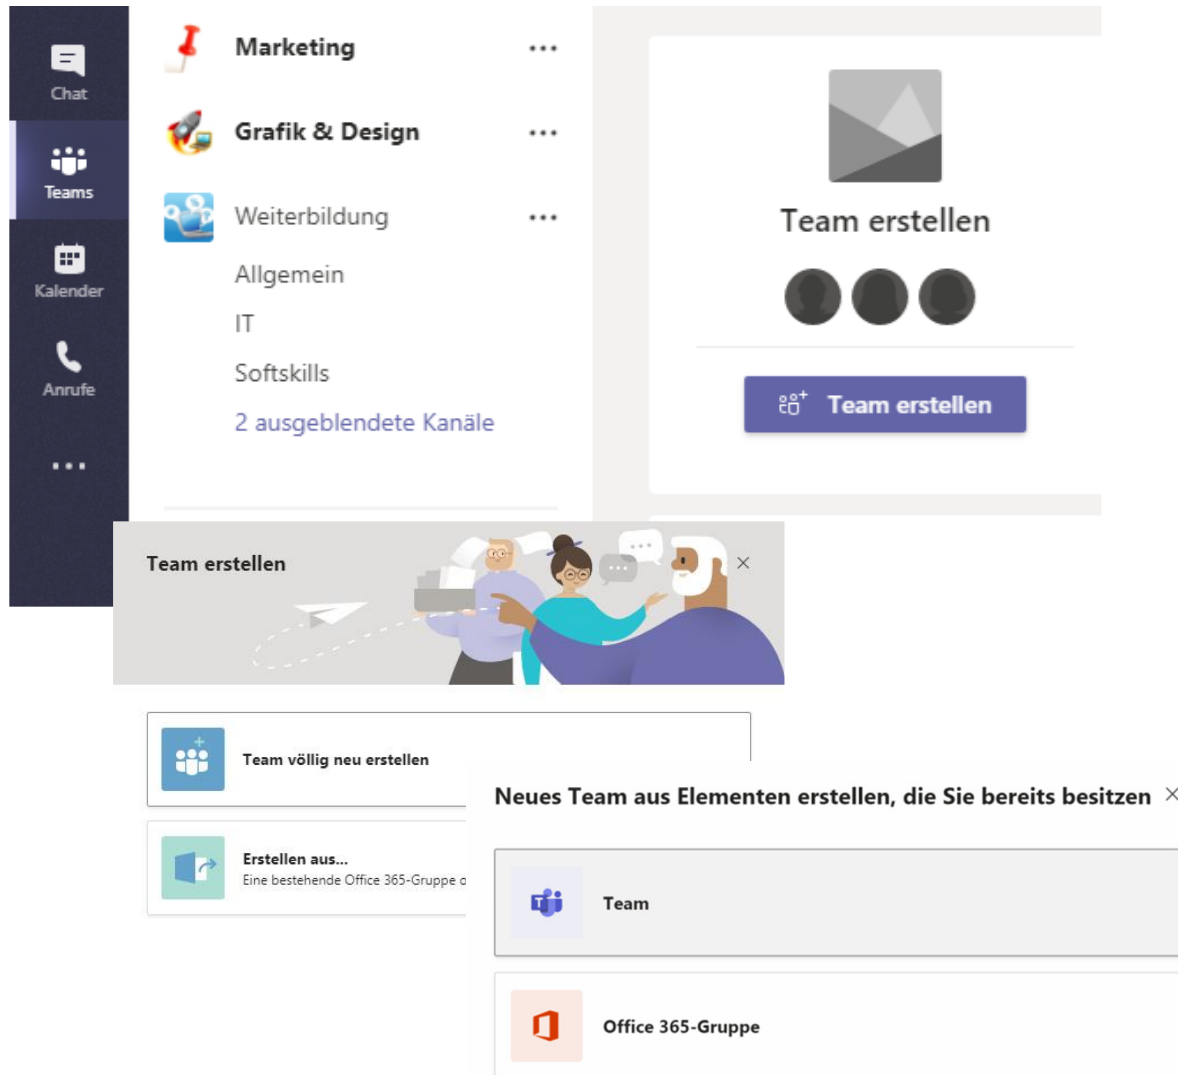 Chat
Teams
Kalender
Anrufe
Marketing
Grafik & Design
Weiterbildung
Allgemein
IT
Softskills
2 ausgeblendete Kanäle
Team erstellen
Team erstellen
Team erstellen
Team völlig neu erstellen
Erstellen aus...
Eine bestehende Office 365-Gruppe o
Neues Team aus Elementen erstellen, die Sie bereits besitzen
Team
Office 365-Gruppe